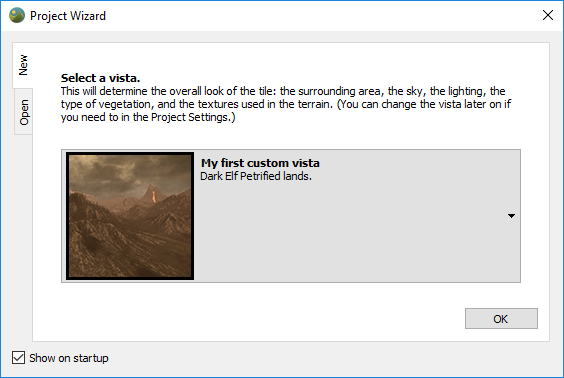 Project Wizard
New
Open
Select a vista.
This will determine the overall look of the tile: the surrounding area, the sky, the lighting, the
type of vegetation, and the textures used in the terrain. (You can change the vista later on if
you need to in the Project Settings.)
My first custom vista
Dark Elf Petrified lands.
OK
Show on startup